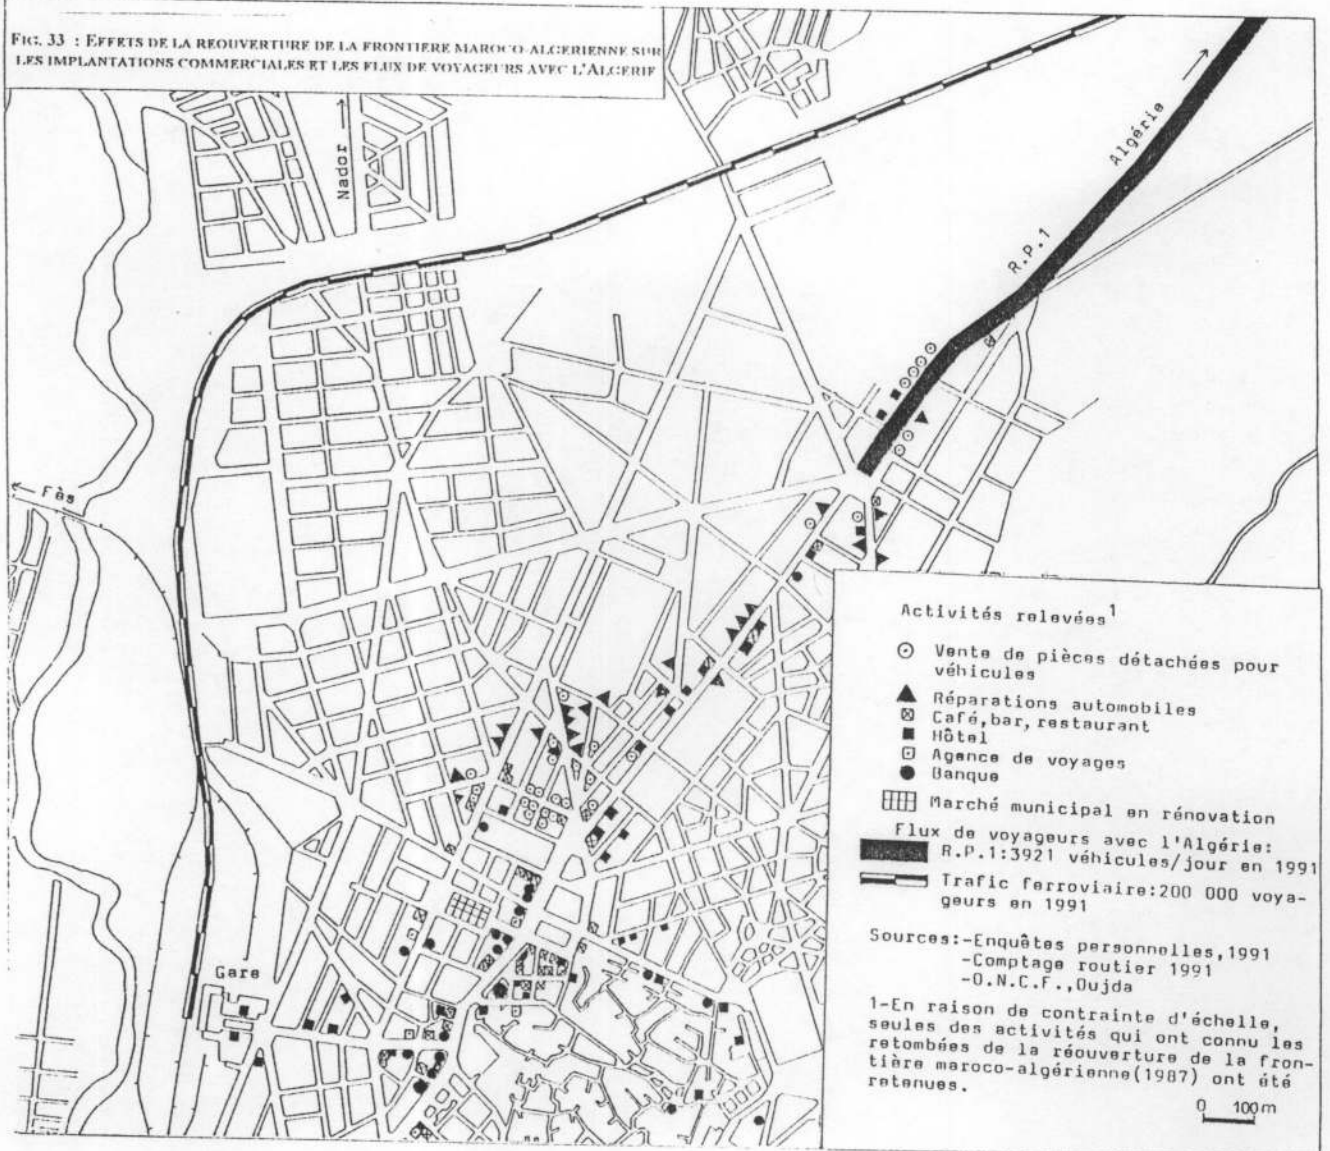 FIG. 33 : EFFETS DE LA REOUVERTURE DE LA FRONTIERE MAROCO-ALGERIENNE SUR
LES IMPLANTATIONS COMMERCIALES ET LES FLUX DE VOYAGEURS AVEC L'ALGERIE
Nador
Algérie
R.P.1
Fès
Gare
Activités relevées1
Vente de pièces détachées pour
véhicules
Réparations automobiles
Café,bar,restaurant
Hôtel
Agence de voyages
Banque
Marché municipal en rénovation
Flux de voyageurs avec l'Algérie:
R.P.1:3921 véhicules/jour en 1991
Trafic ferroviaire:200 000 voya-
geurs en 1991
Sources:-Enquêtes personnelles,1991
-Comptage routier 1991
-O.N.C.F.,Oujda
1-En raison de contrainte d'échelle,
seules des activités qui ont connu les
retombées de la réouverture de la fron-
tière maroco-algérienne(1987) ont été
retenues.
0 100m